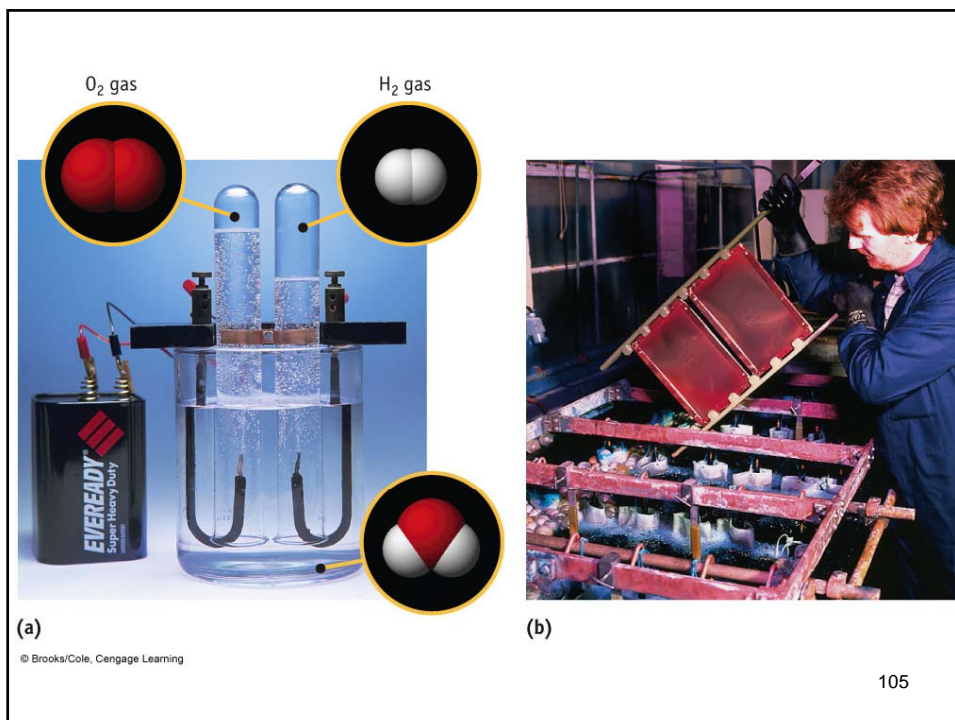 O₂ gas
H₂ gas
EVEREADY®
Super Heavy Duty
(a)
(b)
© Brooks/Cole, Cengage Learning
105